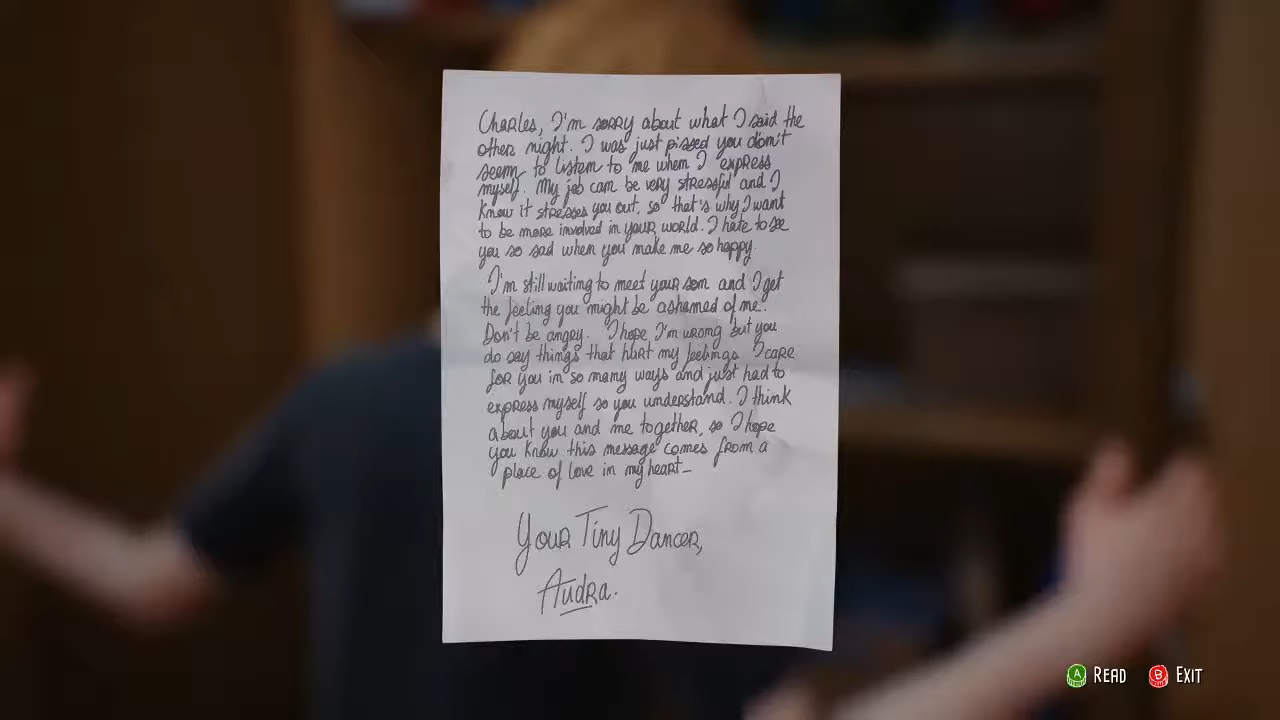 Charles, I'm sorry about what I said the
other night. I was just pissed you don't
seem to listen to me when I express
myself. My job can be very stressful and I
know it stresses you out, so that's why I want
to be more involved in your world. I hate to see
you so sad when you make me so happy.
I'm still waiting to meet your son and I get
the feeling you might be ashamed of me.
Don't be angry. I hope I'm wrong but you
do say things that hurt my feelings. I care
for you in so many ways and just had to
express myself so you understand. I think
about you and me together, so I hope
you know this message comes from a
place of love in my heart—
Your Tiny Dancer,
Audra.
A READ B EXIT